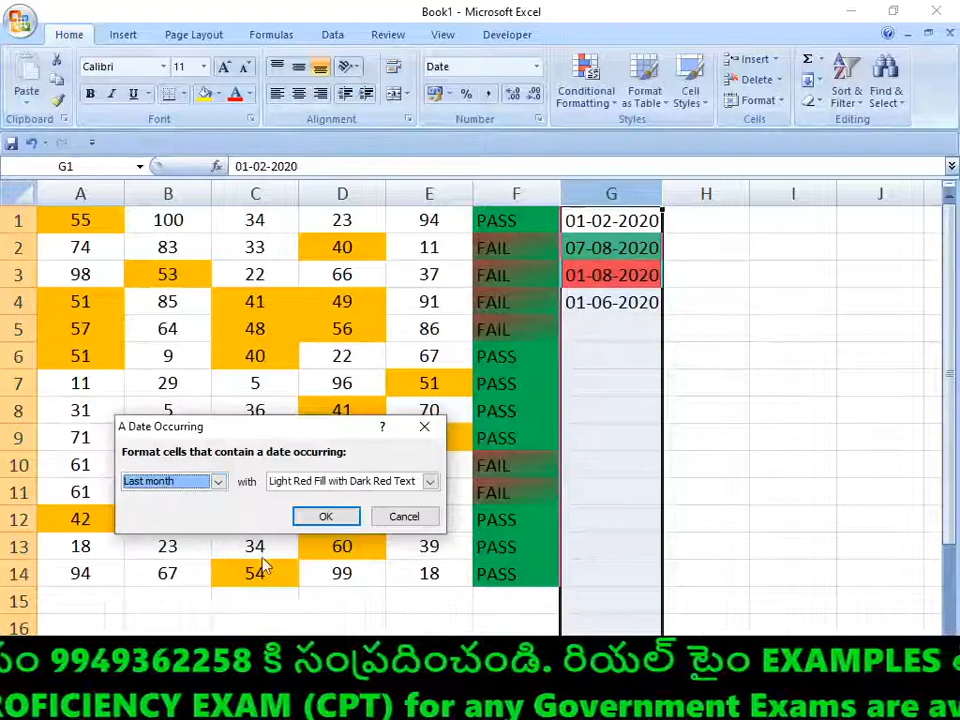 Book1 - Microsoft Excel
Home Insert Page Layout Formulas Data Review View Developer
Paste
Calibri 11 A A
B I U A
Date
% ,
Conditional Formatting
Format as Table
Cell Styles
Insert
Delete
Format
Σ
Sort & Filter
Find & Select
Clipboard Font Alignment Number Styles Cells Editing
G1 fx 01-02-2020
A B C D E F G H I J
1 55 100 34 23 94 PASS 01-02-2020
2 74 83 33 40 11 FAIL 07-08-2020
3 98 53 22 66 37 FAIL 01-08-2020
4 51 85 41 49 91 FAIL 01-06-2020
5 57 64 48 56 86 FAIL
6 51 9 40 22 67 PASS
7 11 29 5 96 51 PASS
8 31 5 36 41 70 PASS
9 71 PASS
10 61 FAIL
11 61 FAIL
12 42 PASS
13 18 23 34 60 39 PASS
14 94 67 54 99 18 PASS
15
16
A Date Occurring ?
Format cells that contain a date occurring:
Last month with Light Red Fill with Dark Red Text
OK Cancel
9949362258 కి సంప్రదించండి. రియల్ టైం EXAMPLES
ROFICIENCY EXAM (CPT) for any Government Exams are av